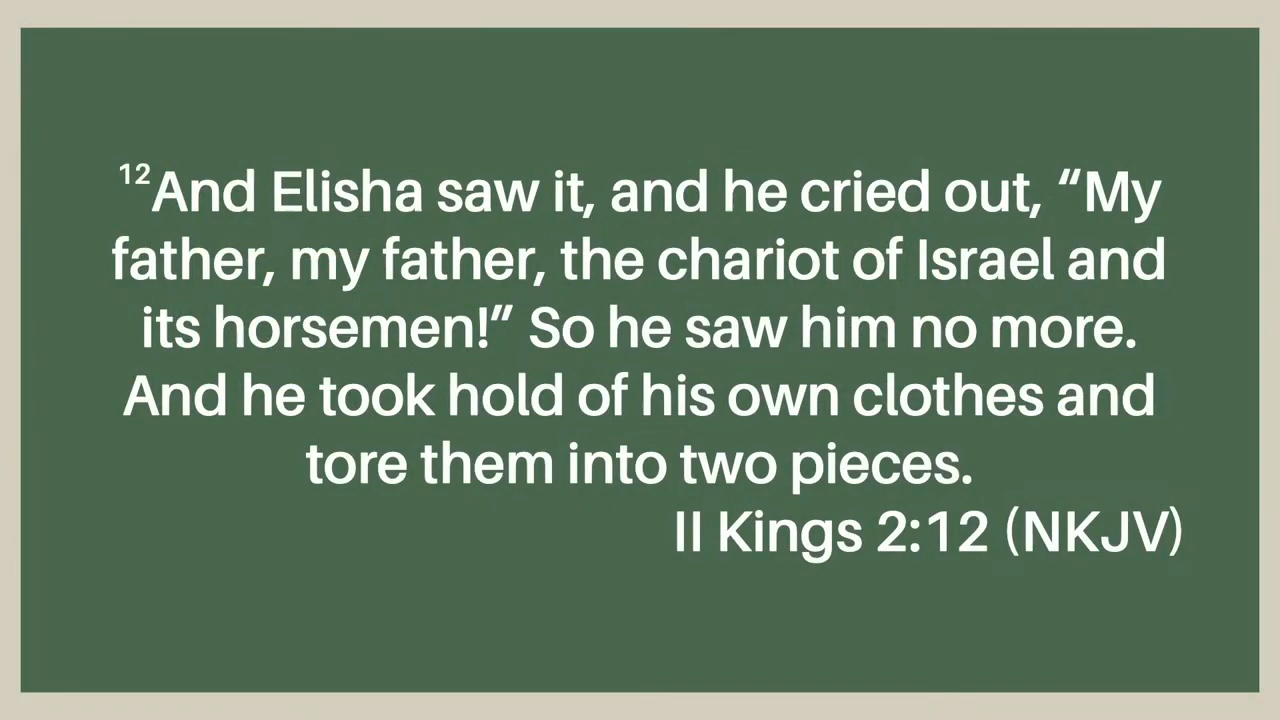 ¹²And Elisha saw it, and he cried out, “My
father, my father, the chariot of Israel and
its horsemen!” So he saw him no more.
And he took hold of his own clothes and
tore them into two pieces.
II Kings 2:12 (NKJV)